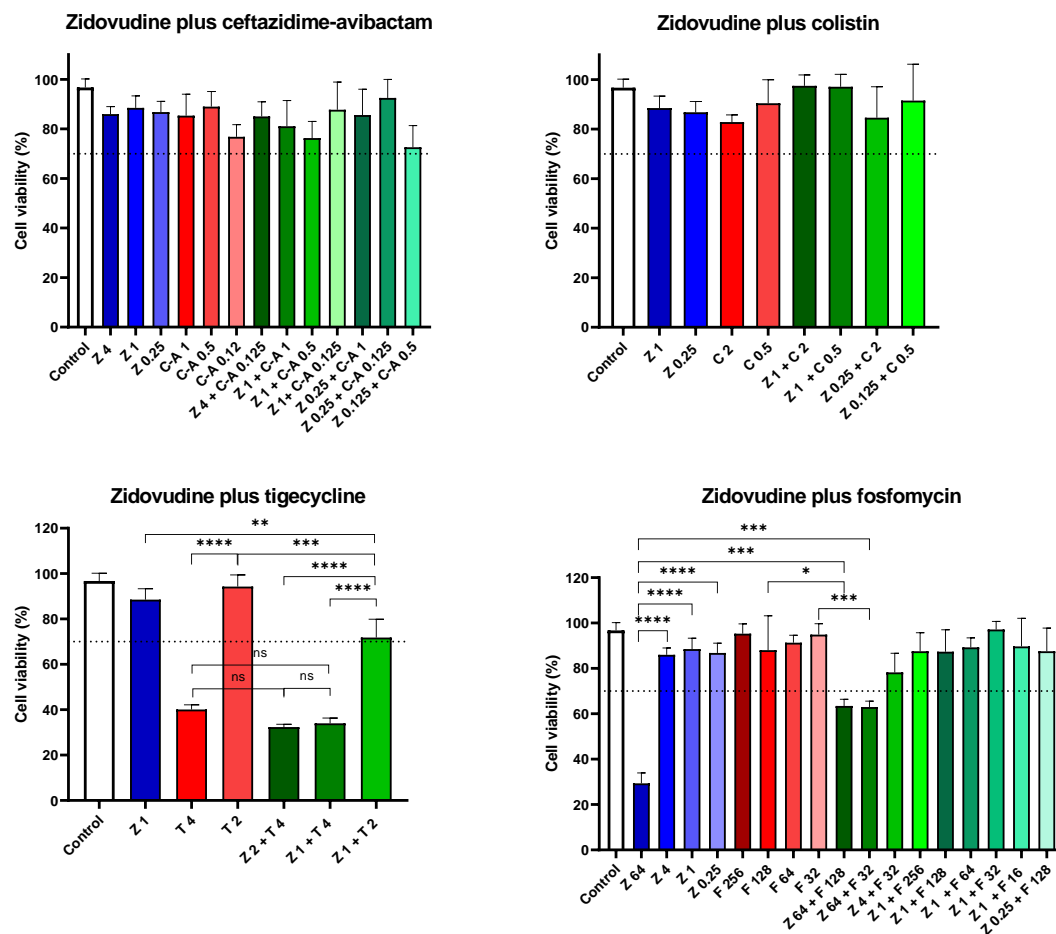 Zidovudine plus ceftazidime-avibactam
Cell viability (%)
100
80
60
40
20
0
Control
Z 4
Z 1
Z 0.25
C-A 1
C-A 0.5
C-A 0.12
Z 4 + C-A 0.125
Z 1 + C-A 1
Z 1 + C-A 0.5
Z 1+ C-A 0.125
Z 0.25 + C-A 1
Z 0.25 + C-A 0.125
Z 0.125 + C-A 0.5
Zidovudine plus colistin
Cell viability (%)
100
80
60
40
20
0
Control
Z 1
Z 0.25
C 2
C 0.5
Z 1 + C 2
Z 1 + C 0.5
Z 0.25 + C 2
Z 0.125 + C 0.5
Zidovudine plus tigecycline
Cell viability (%)
120
100
80
60
40
20
0
**
****
***
****
****
ns
ns
ns
Control
Z 1
T 4
T 2
Z 2 + T 4
Z 1 + T 4
Z 1 + T 2
Zidovudine plus fosfomycin
Cell viability (%)
120
100
80
60
40
20
0
***
***
****
*
****
***
****
Control
Z 64
Z 4
Z 1
Z 0.25
F 256
F 128
F 64
F 32
Z 64 + F 128
Z 64 + F 32
Z 4 + F 32
Z 1 + F 256
Z 1 + F 128
Z 1 + F 64
Z 1 + F 32
Z 1 + F 16
Z 0.25 + F 128